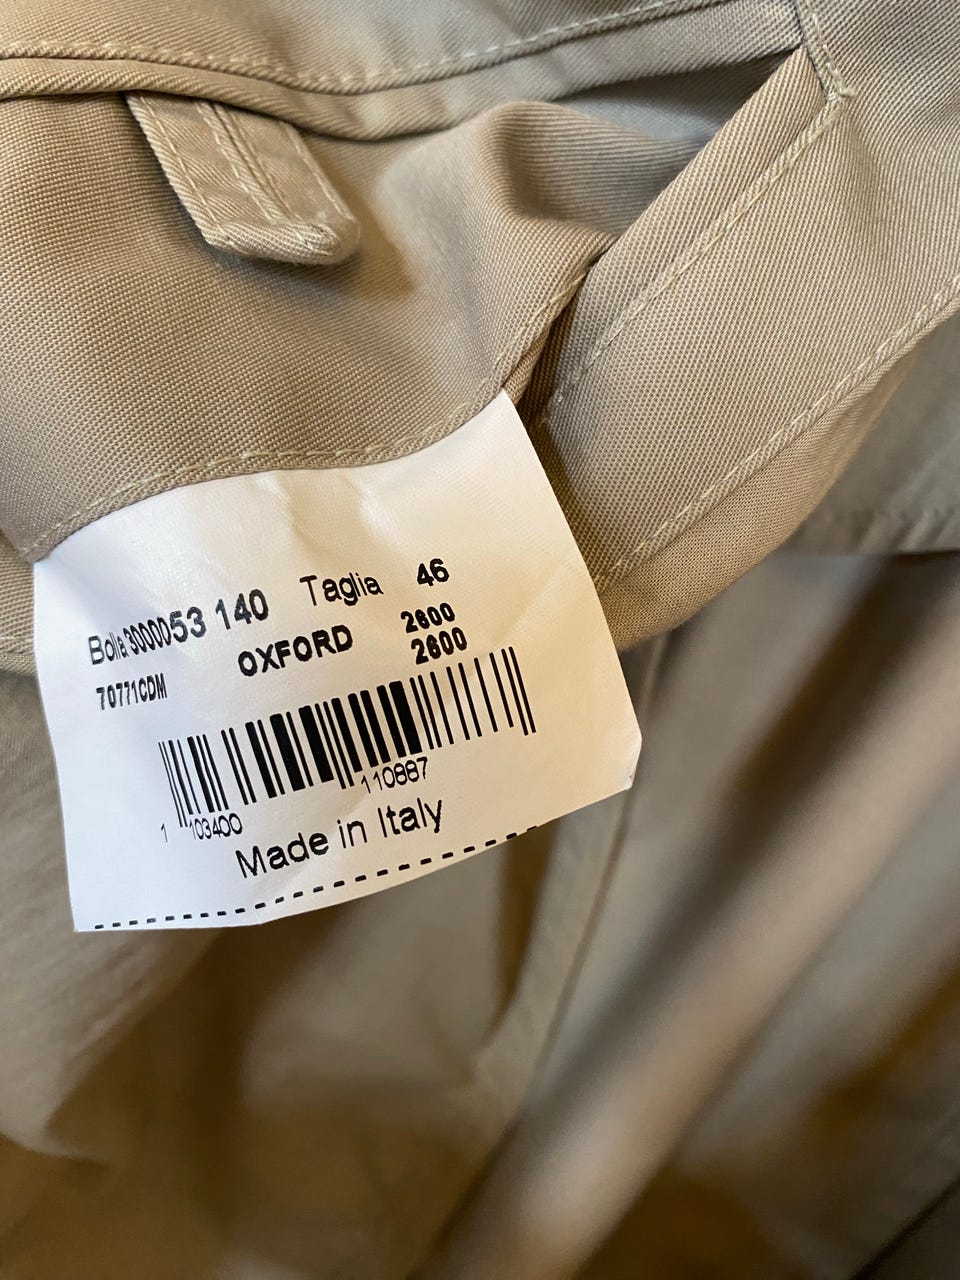 Bolla 3000053 140 Taglia 46
70771CDM OXFORD 2600
2600
1 103400 110887
Made in Italy